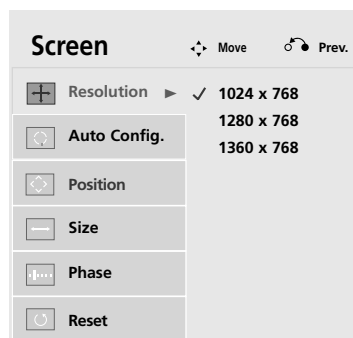 Screen
Move
Prev.
Resolution
1024 x 768
1280 x 768
1360 x 768
Auto Config.
Position
Size
Phase
Reset